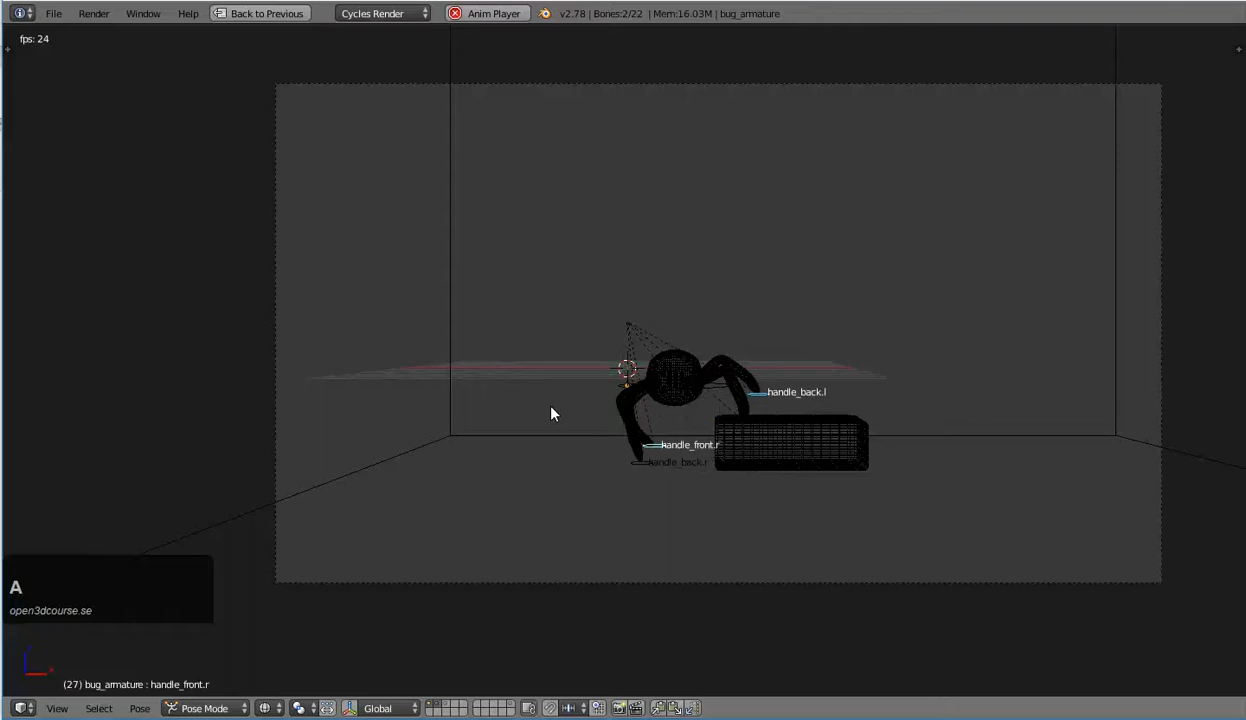 File Render Window Help Back to Previous Cycles Render Anim Player v2.78 | Bones:2/22 | Mem:16.03M | bug_armature
fps: 24
handle_back.l
handle_front.r
handle_back.r
A
open3dcourse.se
(27) bug_armature : handle_front.r
View Select Pose Pose Mode Global